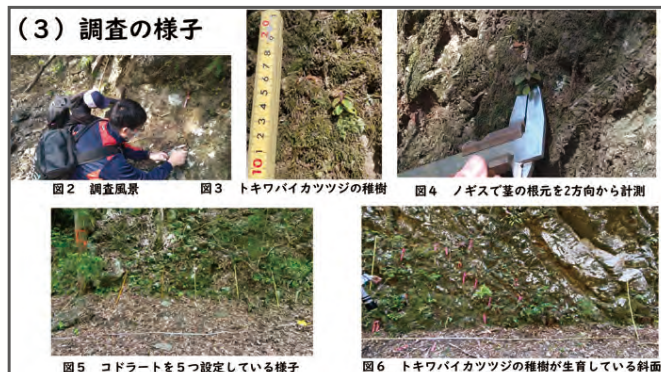 (3)調査の様子
図2 調査風景
図3 トキワバイカツツジの稚樹
図4 ノギスで茎の根元を2方向から計測
図5 コドラートを5つ設定している様子
図6 トキワバイカツツジの稚樹が生育している斜面